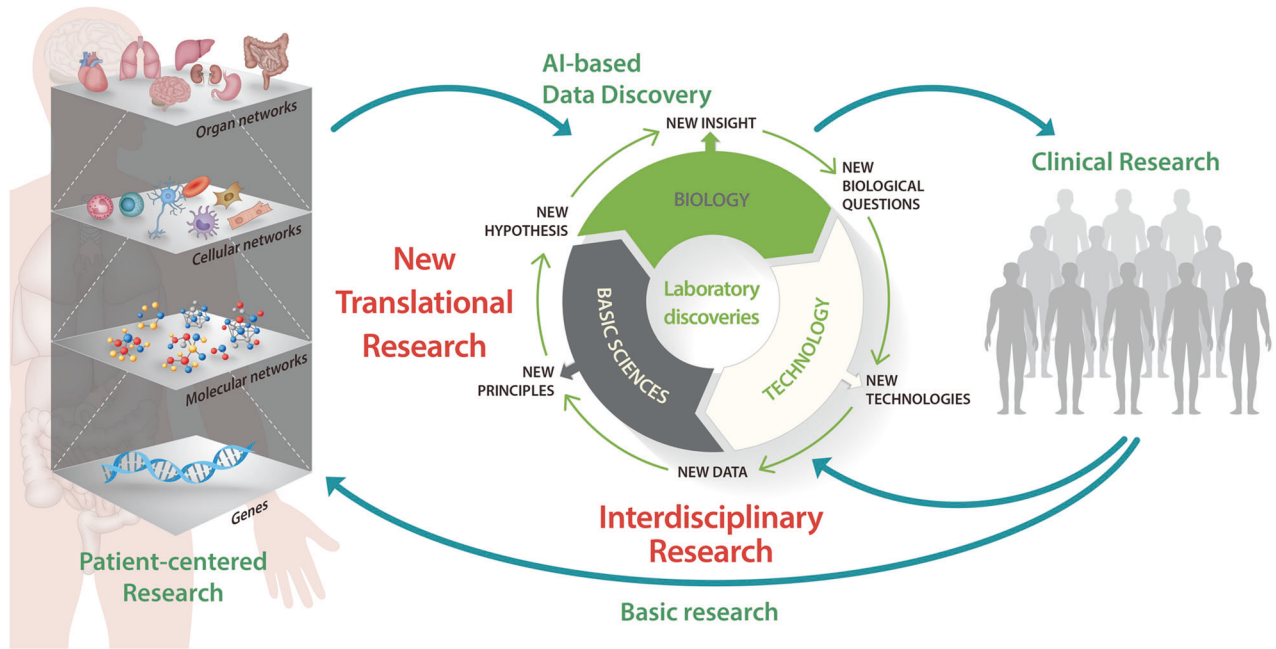 Organ networks
Cellular networks
Molecular networks
Genes
Patient-centered
Research
AI-based
Data Discovery
New
Translational
Research
NEW INSIGHT
NEW
BIOLOGICAL
QUESTIONS
NEW
TECHNOLOGIES
NEW DATA
NEW
PRINCIPLES
NEW
HYPOTHESIS
BIOLOGY
TECHNOLOGY
BASIC SCIENCES
Laboratory
discoveries
Interdisciplinary
Research
Basic research
Clinical Research